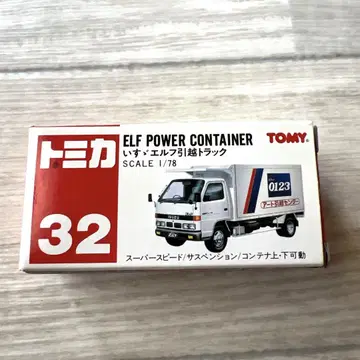 トミカ
32
ELF POWER CONTAINER
いすゞエルフ引越トラック
SCALE 1/78
TOMY
0123
アート引越センター
ISUZU
スーパースピード/サスペンション/コンテナ上・下可動